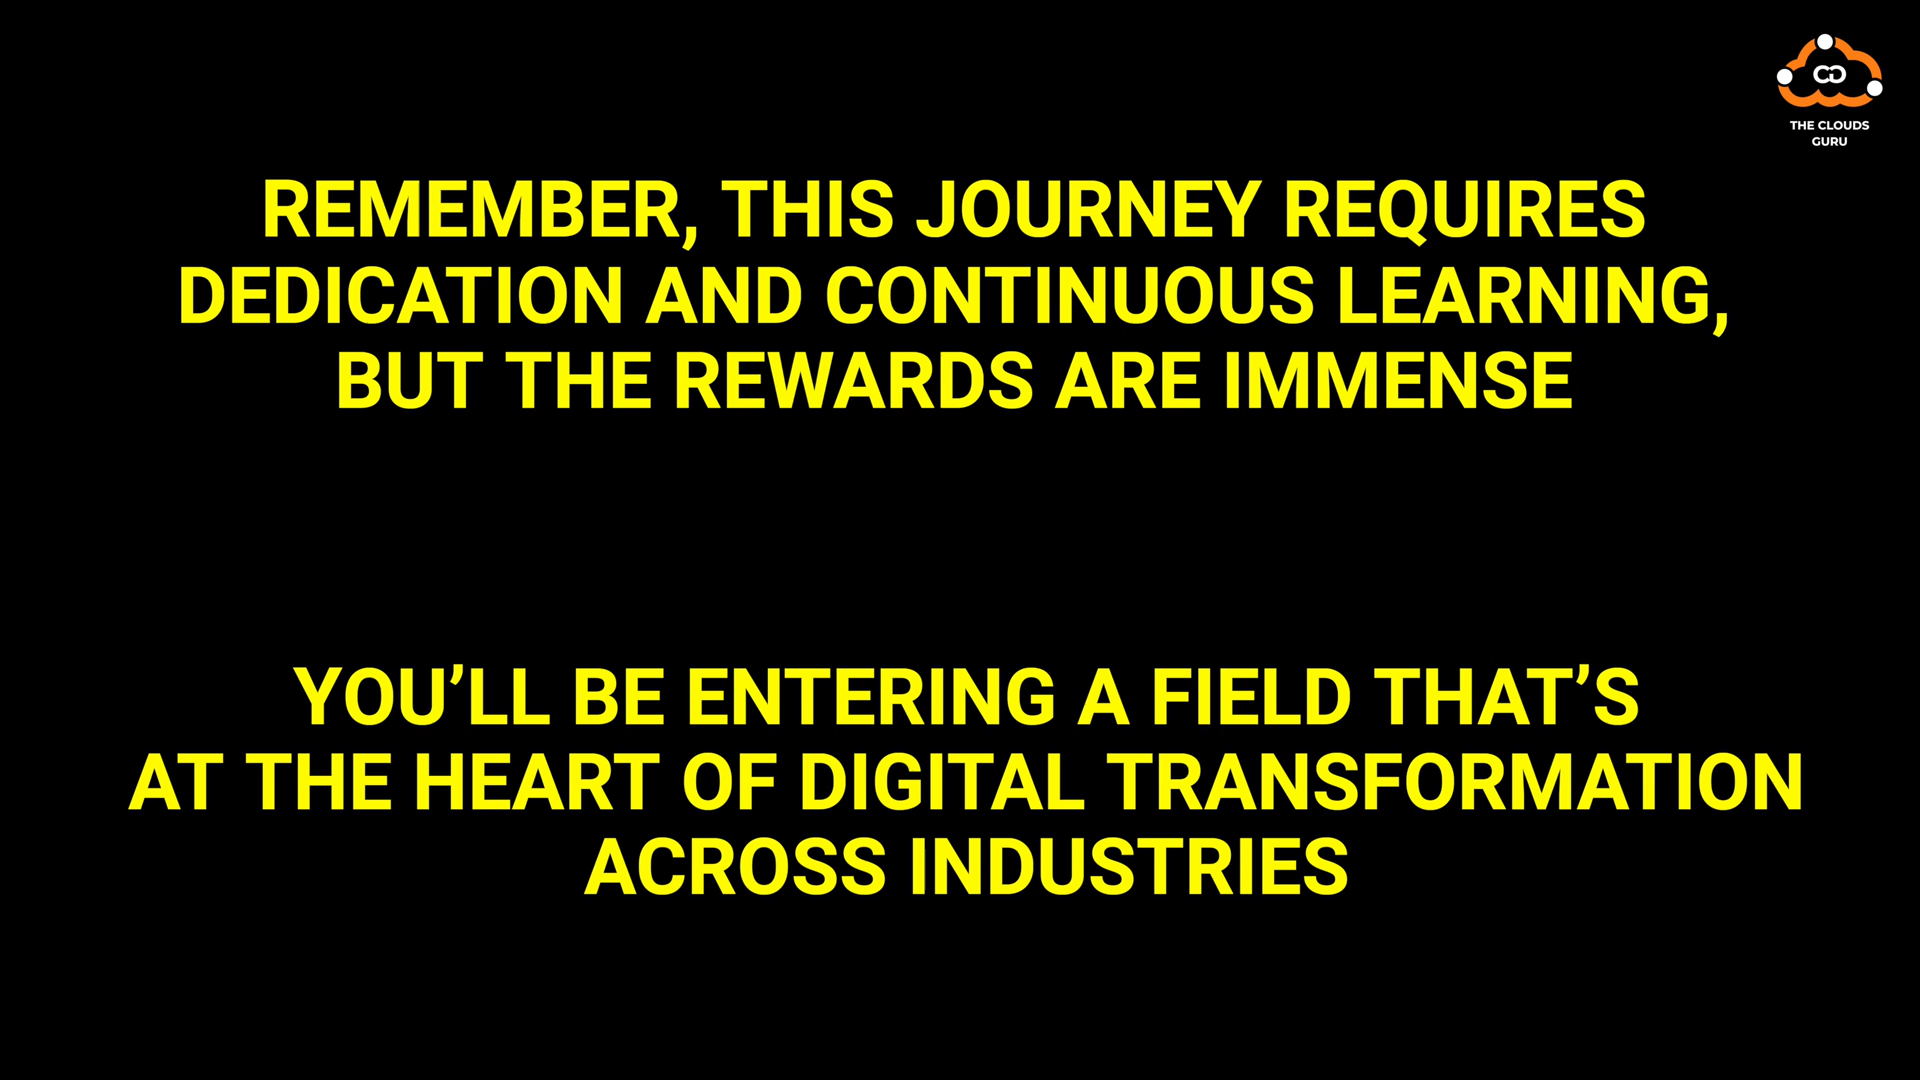 CG
THE CLOUDS
GURU
REMEMBER, THIS JOURNEY REQUIRES
DEDICATION AND CONTINUOUS LEARNING,
BUT THE REWARDS ARE IMMENSE
YOU’LL BE ENTERING A FIELD THAT’S
AT THE HEART OF DIGITAL TRANSFORMATION
ACROSS INDUSTRIES